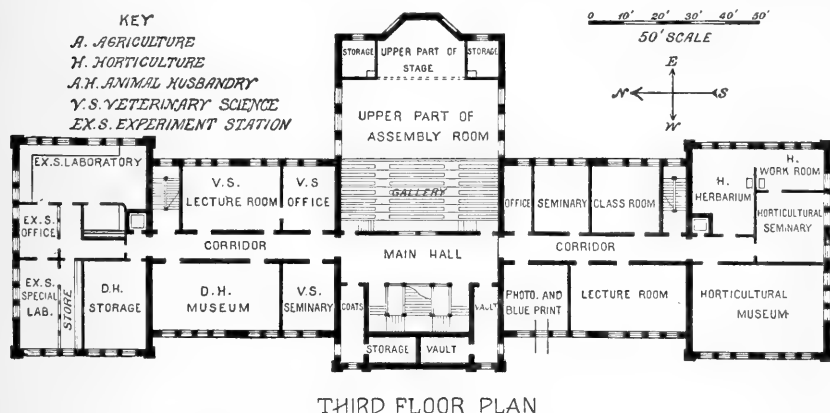 KEY
A. AGRICULTURE
H. HORTICULTURE
A.H. ANIMAL HUSBANDRY
V.S. VETERINARY SCIENCE
EX.S. EXPERIMENT STATION
0 10' 20' 30' 40' 50'
50' SCALE
E
N S
W
STORAGE
UPPER PART OF
STAGE
STORAGE
UPPER PART OF
ASSEMBLY ROOM
GALLERY
EX.S. LABORATORY
V.S.
LECTURE ROOM
V.S
OFFICE
OFFICE
SEMINARY
CLASS ROOM
H.
HERBARIUM
H.
WORK ROOM
EX.S.
OFFICE
HORTICULTURAL
SEMINARY
CORRIDOR
MAIN HALL
CORRIDOR
EX.S.
SPECIAL
LAB.
STORE
D.H.
STORAGE
D.H.
MUSEUM
V.S.
SEMINARY
COATS
VAULT
PHOTO. AND
BLUE PRINT
LECTURE ROOM
HORTICULTURAL
MUSEUM
STORAGE
VAULT
THIRD FLOOR PLAN